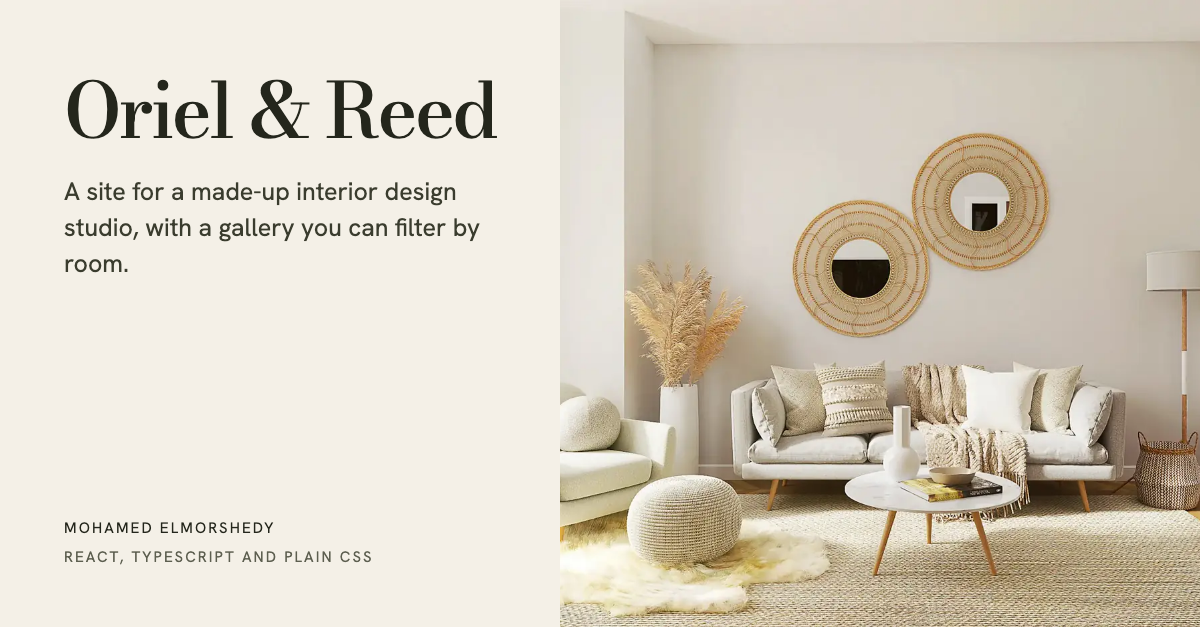 Oriel & Reed
A site for a made-up interior design
studio, with a gallery you can filter by
room.
MOHAMED ELMORSHEDY
REACT, TYPESCRIPT AND PLAIN CSS